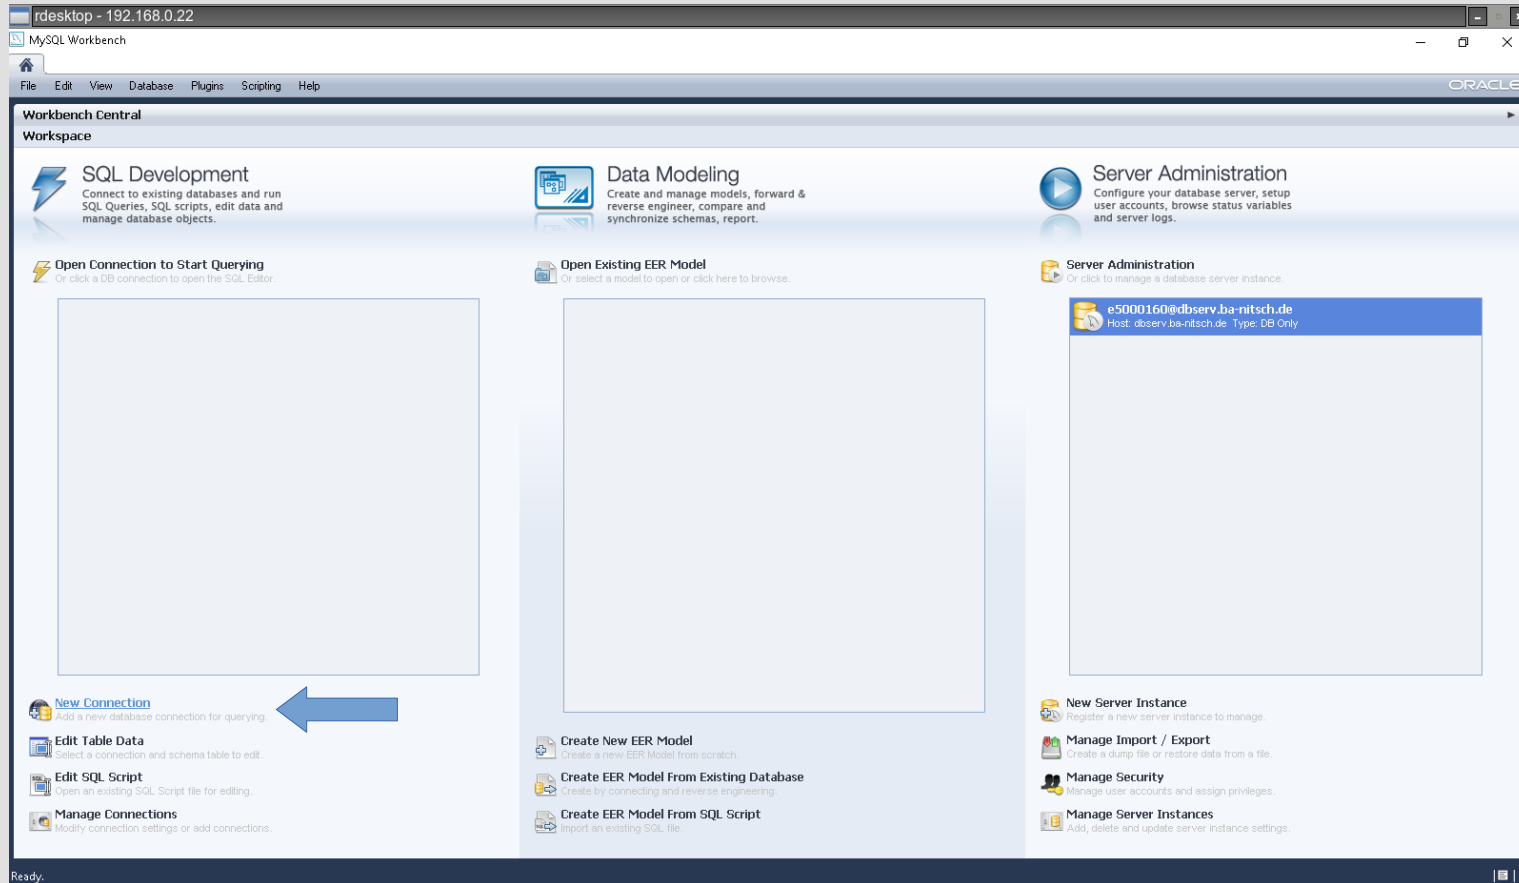 rdesktop - 192.168.0.22
MySQL Workbench
File Edit View Database Plugins Scripting Help
ORACLE
Workbench Central
Workspace
SQL Development
Connect to existing databases and run
SQL Queries, SQL scripts, edit data and
manage database objects.
Open Connection to Start Querying
Or click a DB connection to open the SQL Editor.
New Connection
Add a new database connection for querying.
Edit Table Data
Select a connection and schema table to edit.
Edit SQL Script
Open an existing SQL Script file for editing.
Manage Connections
Modify connection settings or add connections.
Data Modeling
Create and manage models, forward &
reverse engineer, compare and
synchronize schemas, report.
Open Existing EER Model
Or select a model to open or click here to browse.
Create New EER Model
Create a new EER Model from scratch.
Create EER Model From Existing Database
Create by connecting and reverse engineering.
Create EER Model From SQL Script
Import an existing SQL file.
Server Administration
Configure your database server, setup
user accounts, browse status variables
and server logs.
Server Administration
Or click to manage a database server instance.
e5000160@dbserv.ba-nitsch.de
Host: dbserv.ba-nitsch.de Type: DB Only
New Server Instance
Register a new server instance to manage.
Manage Import / Export
Create a dump file or restore data from a file.
Manage Security
Manage user accounts and assign privileges.
Manage Server Instances
Add, delete and update server instance settings.
Ready.